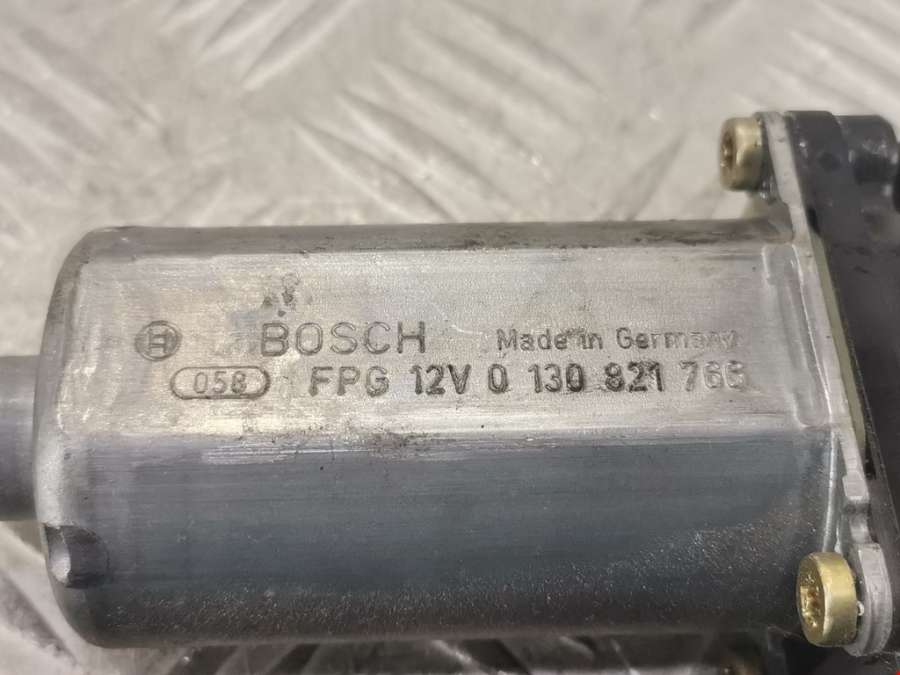 BOSCH Made in Germany
058 FPG 12V 0 130 821 766